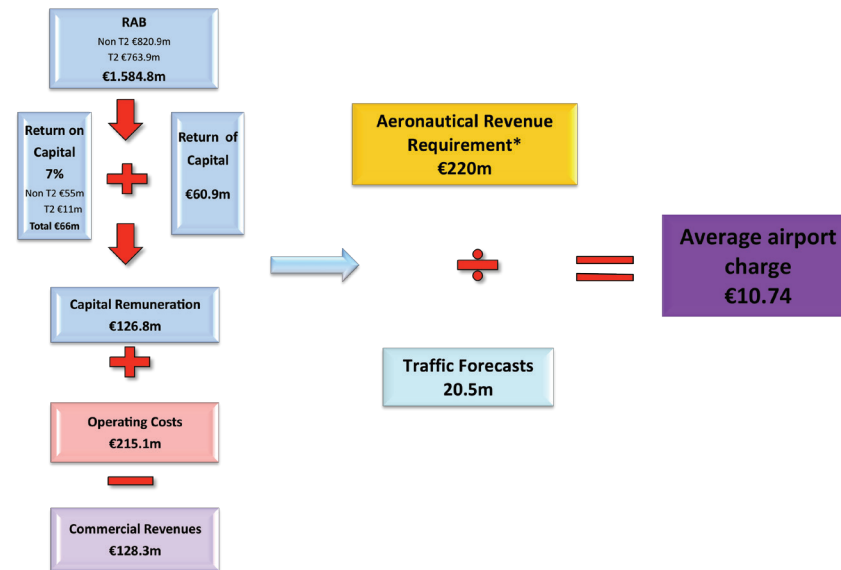 RAB
Non T2 €820.9m
T2 €763.9m
€1.584.8m
Return on
Capital
7%
Non T2 €55m
T2 €11m
Total €66m
Return of
Capital
€60.9m
Capital Remuneration
€126.8m
Operating Costs
€215.1m
Commercial Revenues
€128.3m
Aeronautical Revenue
Requirement*
€220m
Traffic Forecasts
20.5m
Average airport
charge
€10.74